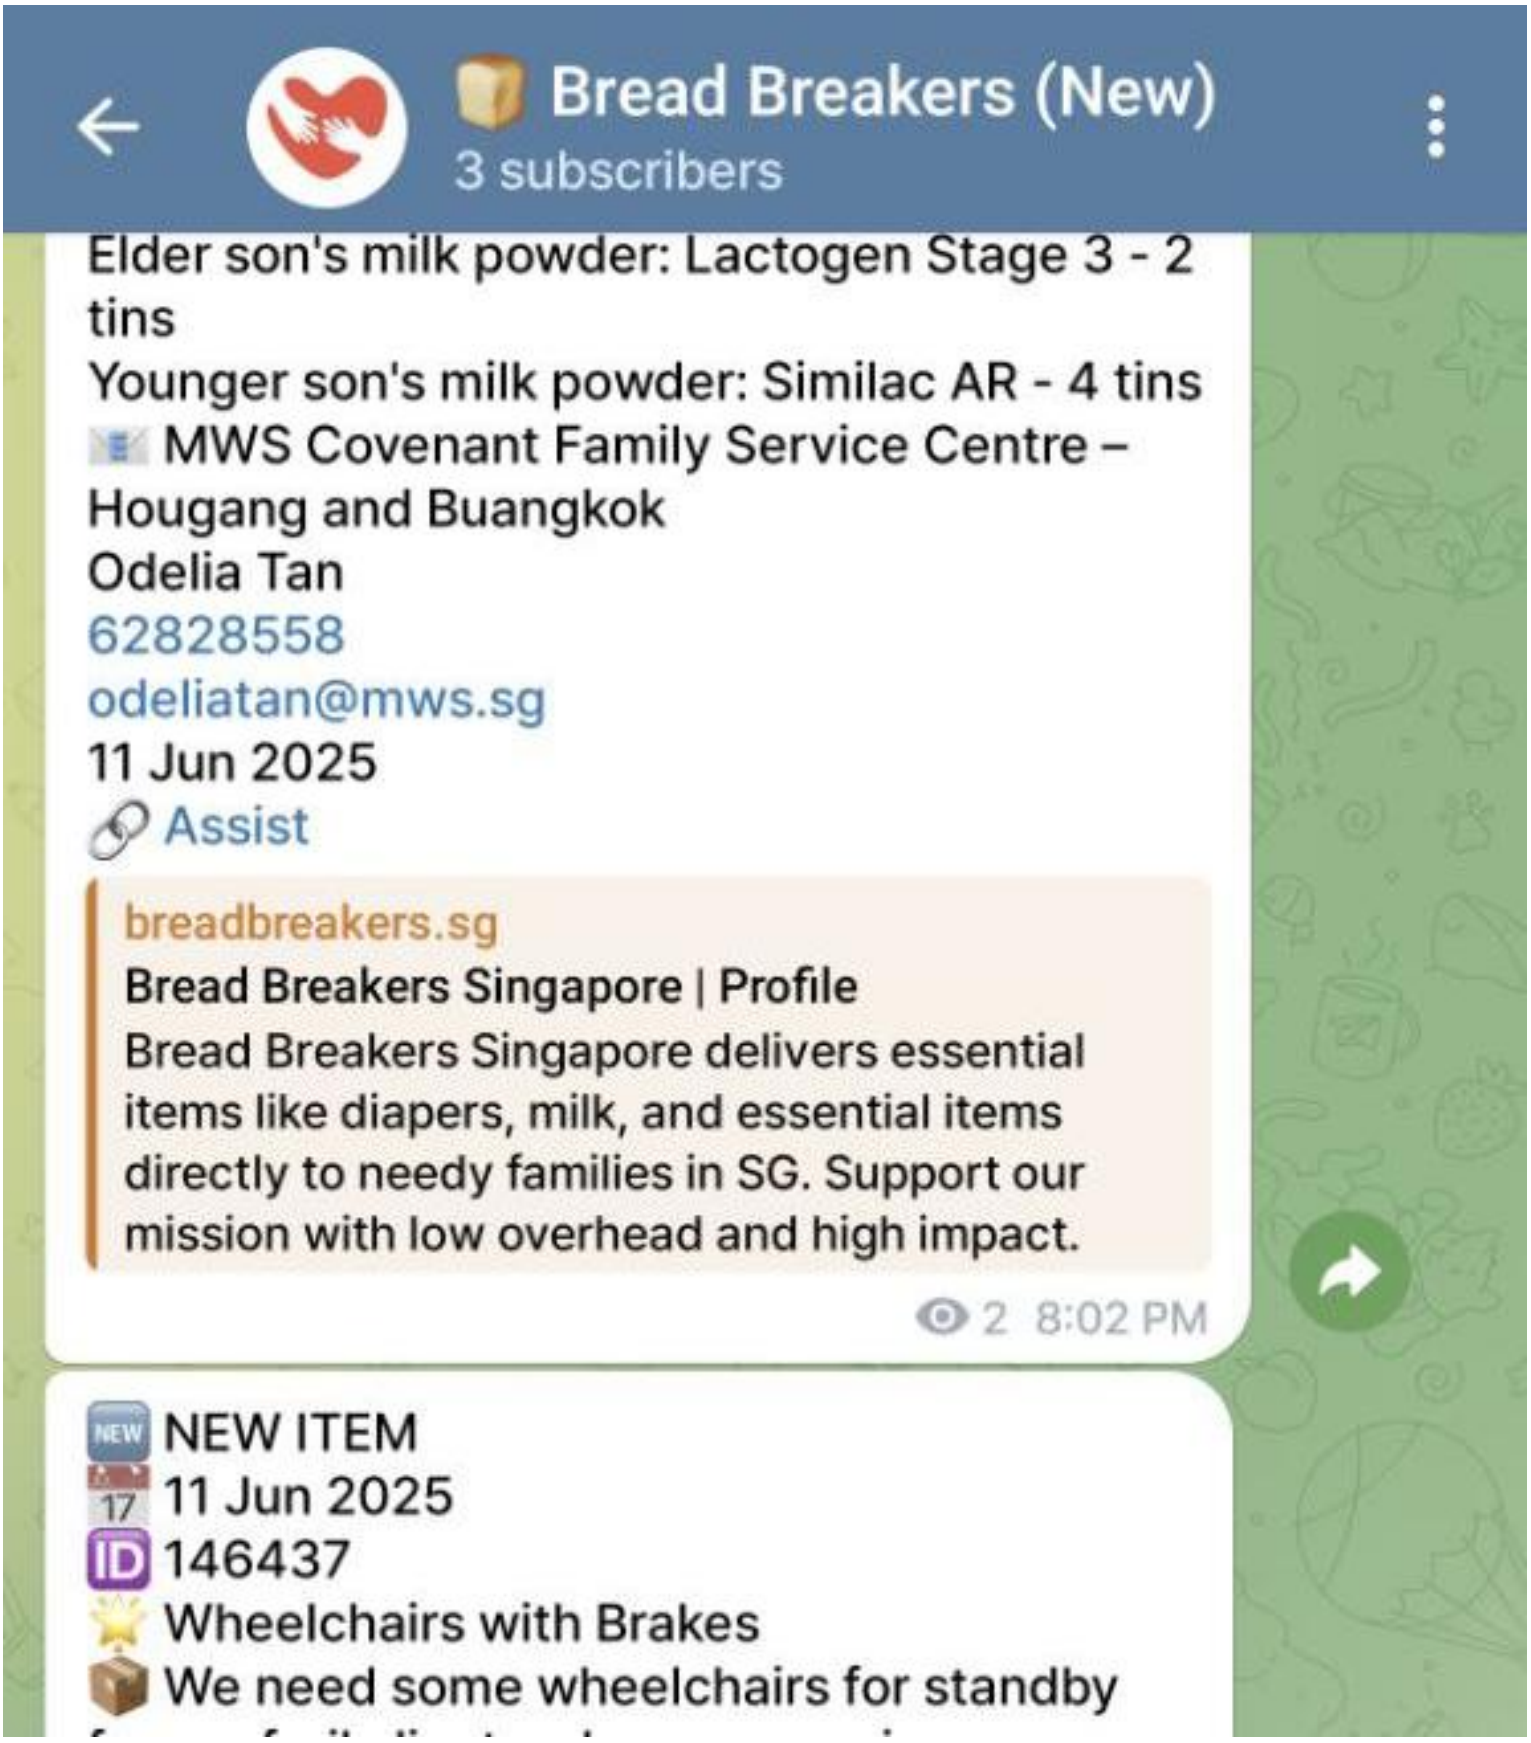 Bread Breakers (New)
3 subscribers
Elder son's milk powder: Lactogen Stage 3 - 2
tins
Younger son's milk powder: Similac AR - 4 tins
MWS Covenant Family Service Centre –
Hougang and Buangkok
Odelia Tan
62828558
odeliatan@mws.sg
11 Jun 2025
Assist
breadbreakers.sg
Bread Breakers Singapore | Profile
Bread Breakers Singapore delivers essential
items like diapers, milk, and essential items
directly to needy families in SG. Support our
mission with low overhead and high impact.
2 8:02 PM
NEW NEW ITEM
17 11 Jun 2025
ID 146437
Wheelchairs with Brakes
We need some wheelchairs for standby